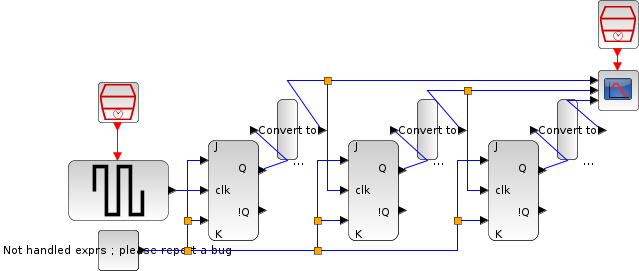 Convert to
...
Convert to
...
Convert to
...
J
Q
clk
!Q
K
J
Q
clk
!Q
K
J
Q
clk
!Q
K
Not handled exprs ; please report a bug